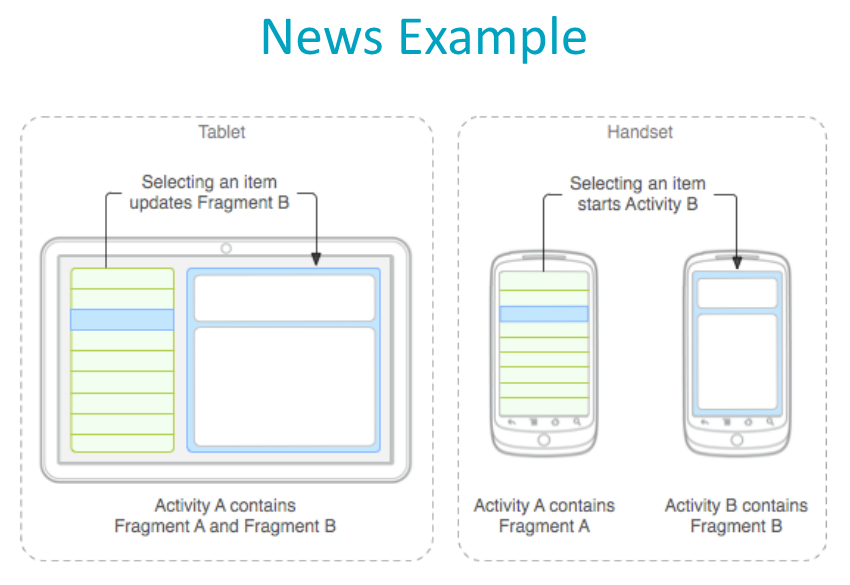 News Example
Tablet
Selecting an item
updates Fragment B
Activity A contains
Fragment A and Fragment B
Handset
Selecting an item
starts Activity B
Activity A contains
Fragment A
Activity B contains
Fragment B